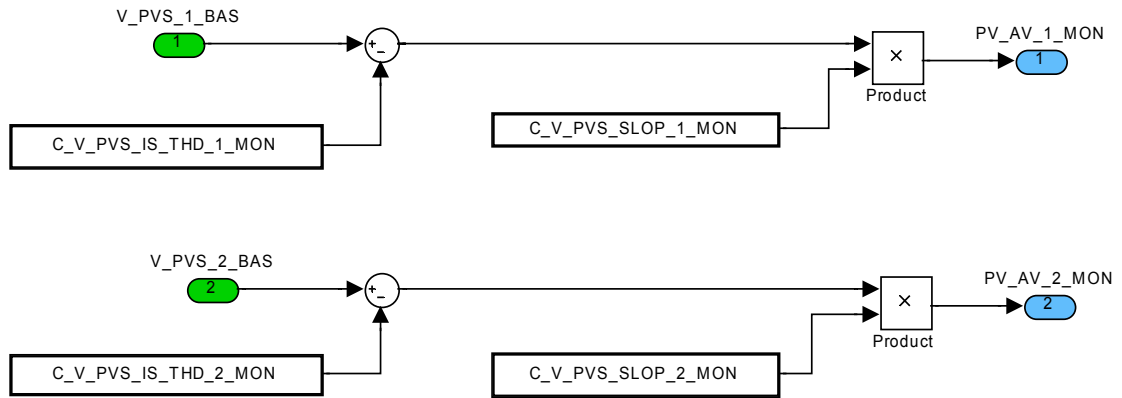 V_PVS_1_BAS
1
+
−
×
Product
PV_AV_1_MON
1
C_V_PVS_IS_THD_1_MON
C_V_PVS_SLOP_1_MON
V_PVS_2_BAS
2
+
−
×
Product
PV_AV_2_MON
2
C_V_PVS_IS_THD_2_MON
C_V_PVS_SLOP_2_MON